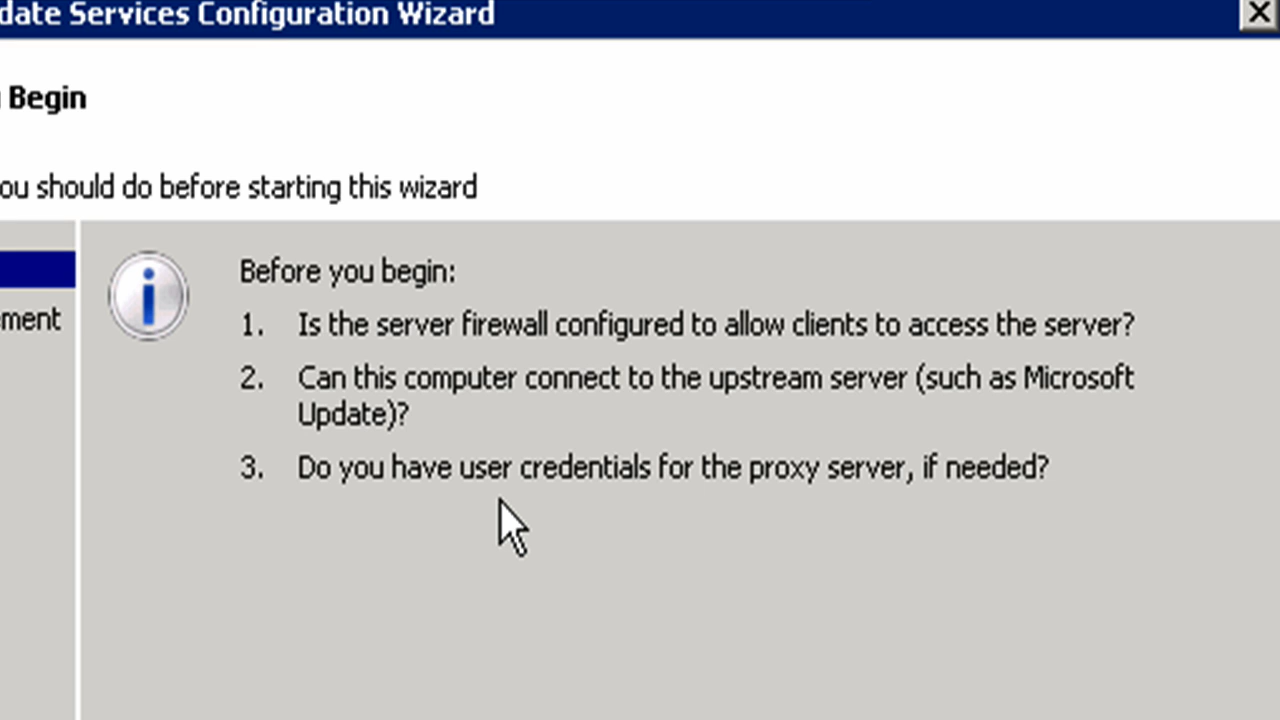 date Services Configuration Wizard
Begin
ou should do before starting this wizard
Before you begin:
ement
1. Is the server firewall configured to allow clients to access the server?
2. Can this computer connect to the upstream server (such as Microsoft
Update)?
3. Do you have user credentials for the proxy server, if needed?